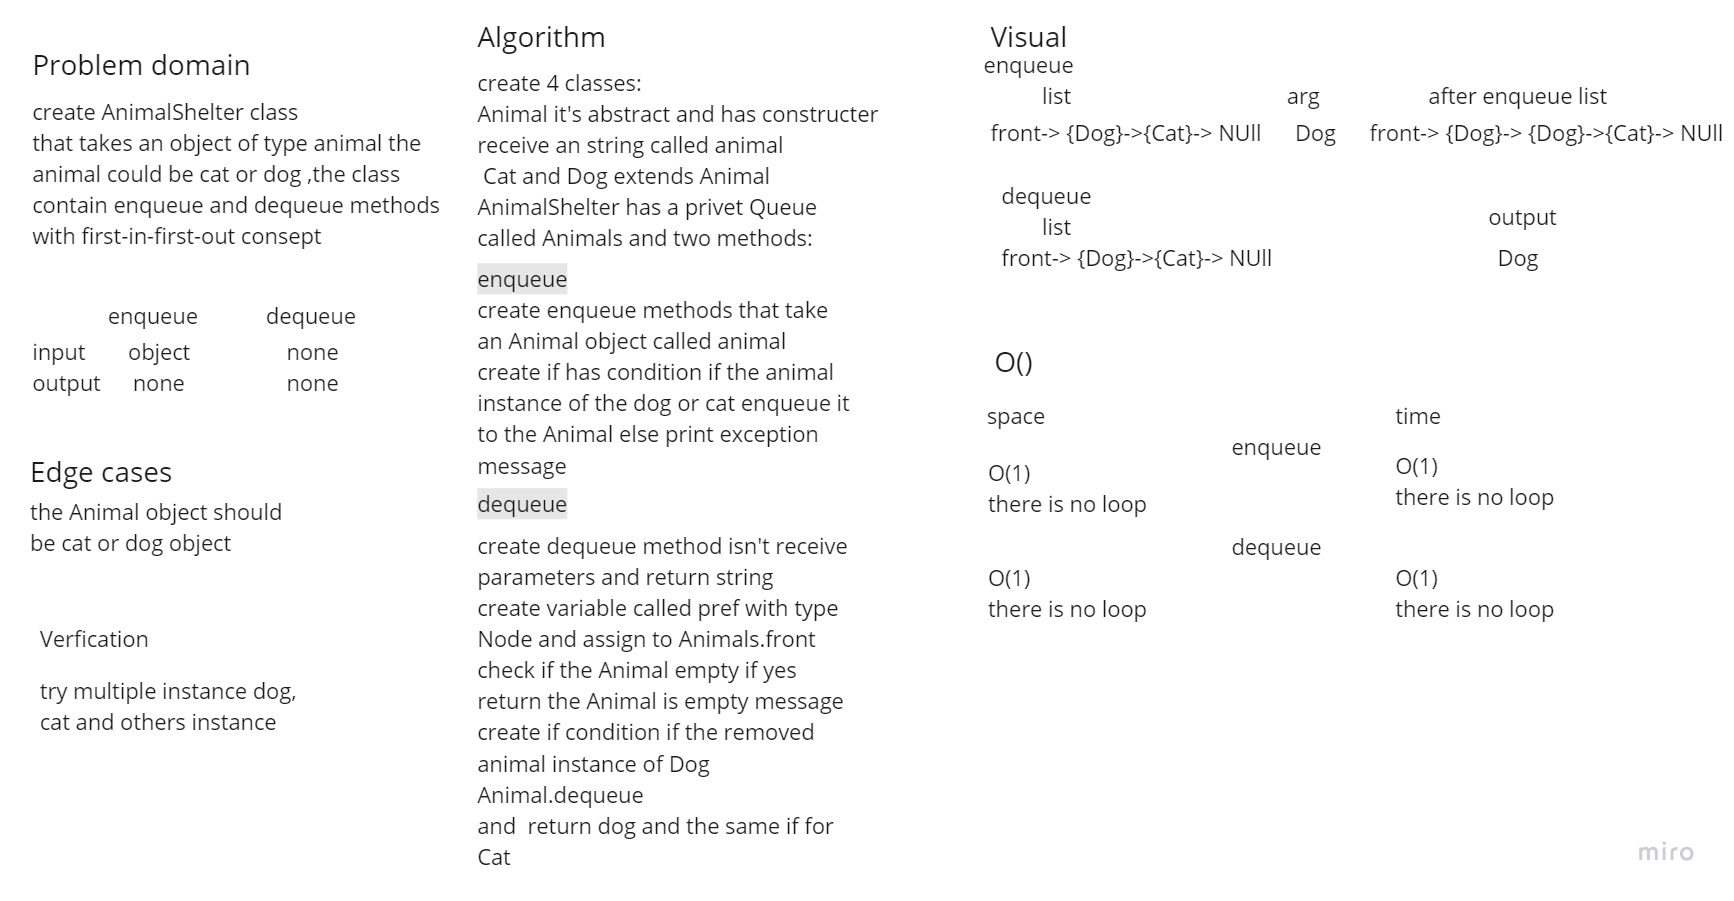 Problem domain
create AnimalShelter class
that takes an object of type animal the
animal could be cat or dog ,the class
contain enqueue and dequeue methods
with first-in-first-out consept
enqueue dequeue
input object none
output none none
Edge cases
the Animal object should
be cat or dog object
Verfication
try multiple instance dog,
cat and others instance
Algorithm
create 4 classes:
Animal it's abstract and has constructer
receive an string called animal
Cat and Dog extends Animal
AnimalShelter has a privet Queue
called Animals and two methods:
enqueue
create enqueue methods that take
an Animal object called animal
create if has condition if the animal
instance of the dog or cat enqueue it
to the Animal else print exception
message
dequeue
create dequeue method isn't receive
parameters and return string
create variable called pref with type
Node and assign to Animals.front
check if the Animal empty if yes
return the Animal is empty message
create if condition if the removed
animal instance of Dog
Animal.dequeue
and  return dog and the same if for
Cat
Visual
enqueue
list arg after enqueue list
front-> {Dog}->{Cat}-> NUll Dog front-> {Dog}-> {Dog}->{Cat}-> NUll
dequeue
list output
front-> {Dog}->{Cat}-> NUll Dog
O()
space time
enqueue
O(1) O(1)
there is no loop there is no loop
dequeue
O(1) O(1)
there is no loop there is no loop
miro